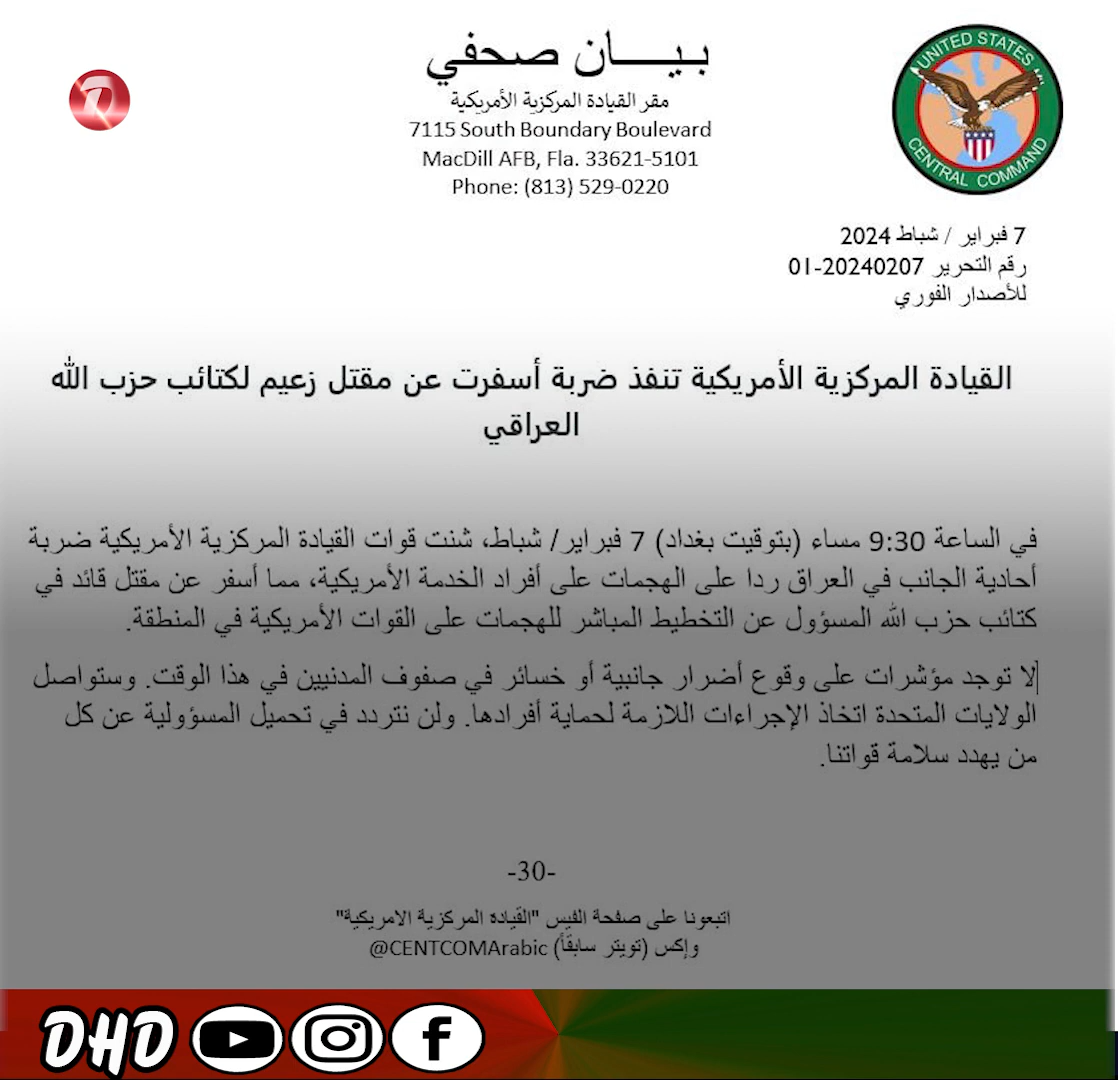 بيـــان صحفي
مقر القيادة المركزية الأمريكية
7115 South Boundary Boulevard
MacDill AFB, Fla. 33621-5101
Phone: (813) 529-0220
UNITED STATES
CENTRAL COMMAND
7 فبراير / شباط 2024
رقم التحرير 20240207-01
للأصدار الفوري
القيادة المركزية الأمريكية تنفذ ضربة أسفرت عن مقتل زعيم لكتائب حزب الله
العراقي
في الساعة 9:30 مساء (بتوقيت بغداد) 7 فبراير/ شباط، شنت قوات القيادة المركزية الأمريكية ضربة
أحادية الجانب في العراق ردا على الهجمات على أفراد الخدمة الأمريكية، مما أسفر عن مقتل قائد في
كتائب حزب الله المسؤول عن التخطيط المباشر للهجمات على القوات الأمريكية في المنطقة.
لا توجد مؤشرات على وقوع أضرار جانبية أو خسائر في صفوف المدنيين في هذا الوقت. وستواصل
الولايات المتحدة اتخاذ الإجراءات اللازمة لحماية أفرادها. ولن نتردد في تحميل المسؤولية عن كل
من يهدد سلامة قواتنا.
-30-
اتبعونا على صفحة الفيس "القيادة المركزية الامريكية"
وإكس (تويتر سابقاً) @CENTCOMArabic
DHD